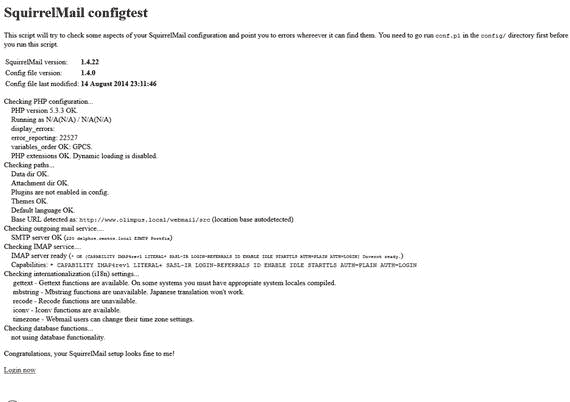 SquirrelMail configtest
This script will try to check some aspects of your SquirrelMail configuration and point you to errors whereever it can find them. You need to go run conf.pl in the config/ directory first before
you run this script.
SquirrelMail version: 1.4.22
Config file version: 1.4.0
Config file last modified: 14 August 2014 23:11:46
Checking PHP configuration...
PHP version 5.3.3 OK.
Running as N/A(N/A) / N/A(N/A)
display_errors:
error_reporting: 22527
variables_order OK: GPCS.
PHP extensions OK. Dynamic loading is disabled.
Checking paths...
Data dir OK.
Attachment dir OK.
Plugins are not enabled in config.
Themes OK.
Default language OK.
Base URL detected as: http://www.olimpus.local/webmail/src (location base autodetected)
Checking outgoing mail service....
SMTP server OK (220 delphos.centos.local ESMTP Postfix)
Checking IMAP service....
IMAP server ready (* OK [CAPABILITY IMAP4rev1 LITERAL+ SASL-IR LOGIN-REFERRALS ID ENABLE IDLE STARTTLS AUTH=PLAIN AUTH=LOGIN] Dovecot ready.)
Capabilities: * CAPABILITY IMAP4rev1 LITERAL+ SASL-IR LOGIN-REFERRALS ID ENABLE IDLE STARTTLS AUTH=PLAIN AUTH=LOGIN
Checking internationalization (i18n) settings...
gettext - Gettext functions are available. On some systems you must have appropriate system locales compiled.
mbstring - Mbstring functions are unavailable. Japanese translation won't work.
recode - Recode functions are unavailable.
iconv - Iconv functions are available.
timezone - Webmail users can change their time zone settings.
Checking database functions...
not using database functionality.
Congratulations, your SquirrelMail setup looks fine to me!
Login now